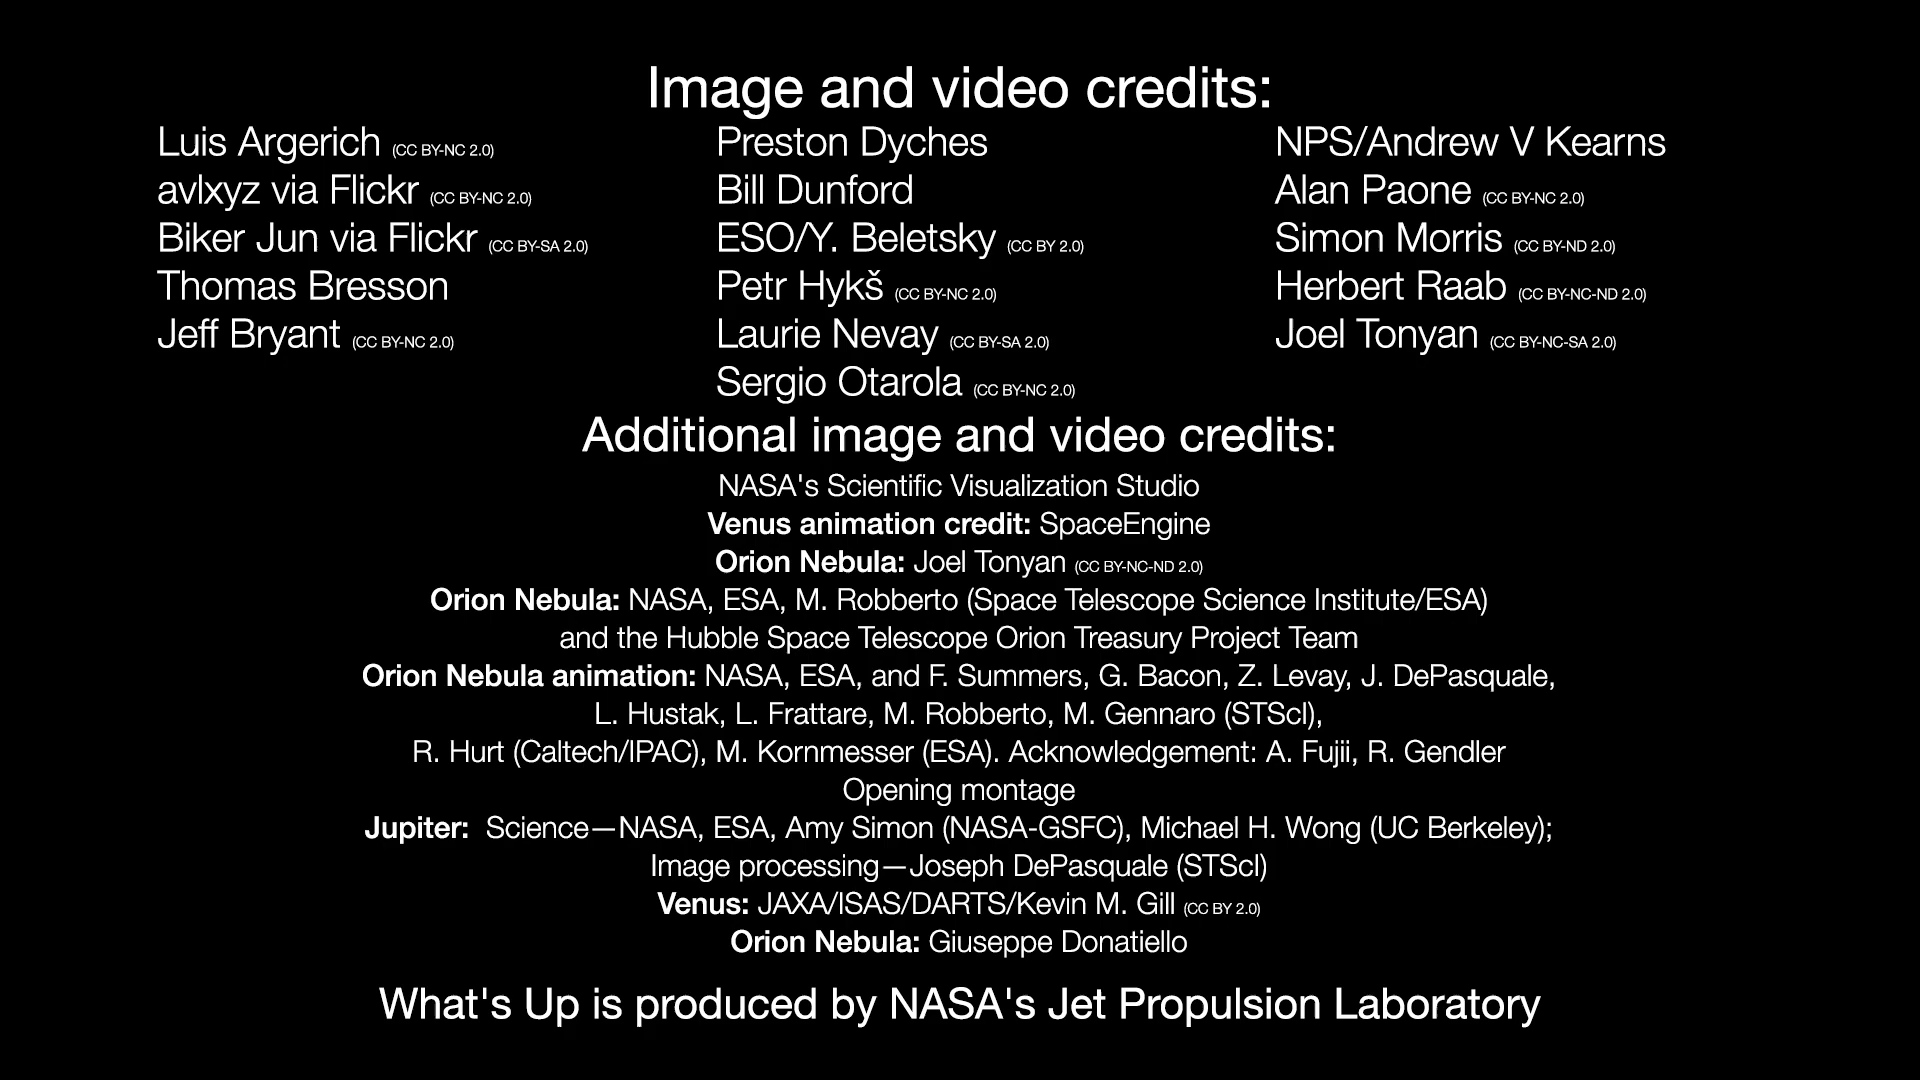 Image and video credits:
Luis Argerich (CC BY-NC 2.0)
avlxyz via Flickr (CC BY-NC 2.0)
Biker Jun via Flickr (CC BY-SA 2.0)
Thomas Bresson
Jeff Bryant (CC BY-NC 2.0)
Preston Dyches
Bill Dunford
ESO/Y. Beletsky (CC BY 2.0)
Petr Hykš (CC BY-NC 2.0)
Laurie Nevay (CC BY-SA 2.0)
Sergio Otarola (CC BY-NC 2.0)
NPS/Andrew V Kearns
Alan Paone (CC BY-NC 2.0)
Simon Morris (CC BY-ND 2.0)
Herbert Raab (CC BY-NC-ND 2.0)
Joel Tonyan (CC BY-NC-SA 2.0)
Additional image and video credits:
NASA's Scientific Visualization Studio
Venus animation credit: SpaceEngine
Orion Nebula: Joel Tonyan (CC BY-NC-ND 2.0)
Orion Nebula: NASA, ESA, M. Robberto (Space Telescope Science Institute/ESA)
and the Hubble Space Telescope Orion Treasury Project Team
Orion Nebula animation: NASA, ESA, and F. Summers, G. Bacon, Z. Levay, J. DePasquale,
L. Hustak, L. Frattare, M. Robberto, M. Gennaro (STScI),
R. Hurt (Caltech/IPAC), M. Kornmesser (ESA). Acknowledgement: A. Fujii, R. Gendler
Opening montage
Jupiter: Science—NASA, ESA, Amy Simon (NASA-GSFC), Michael H. Wong (UC Berkeley);
Image processing—Joseph DePasquale (STScI)
Venus: JAXA/ISAS/DARTS/Kevin M. Gill (CC BY 2.0)
Orion Nebula: Giuseppe Donatiello
What's Up is produced by NASA's Jet Propulsion Laboratory